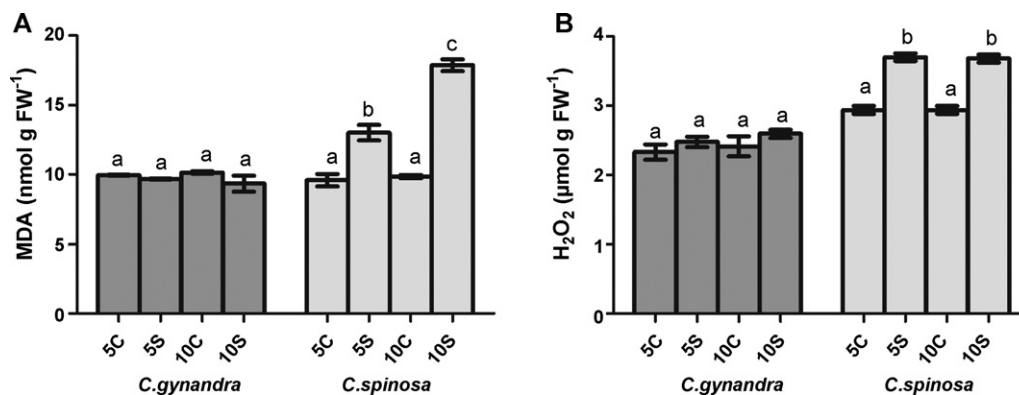 A
MDA (nmol g FW⁻¹)
20
15
10
5
0
a a a a a b a c
5C 5S 10C 10S 5C 5S 10C 10S
C.gynandra C.spinosa
B
H₂O₂ (µmol g FW⁻¹)
4
3
2
1
0
a a a a a b a b
5C 5S 10C 10S 5C 5S 10C 10S
C.gynandra C.spinosa